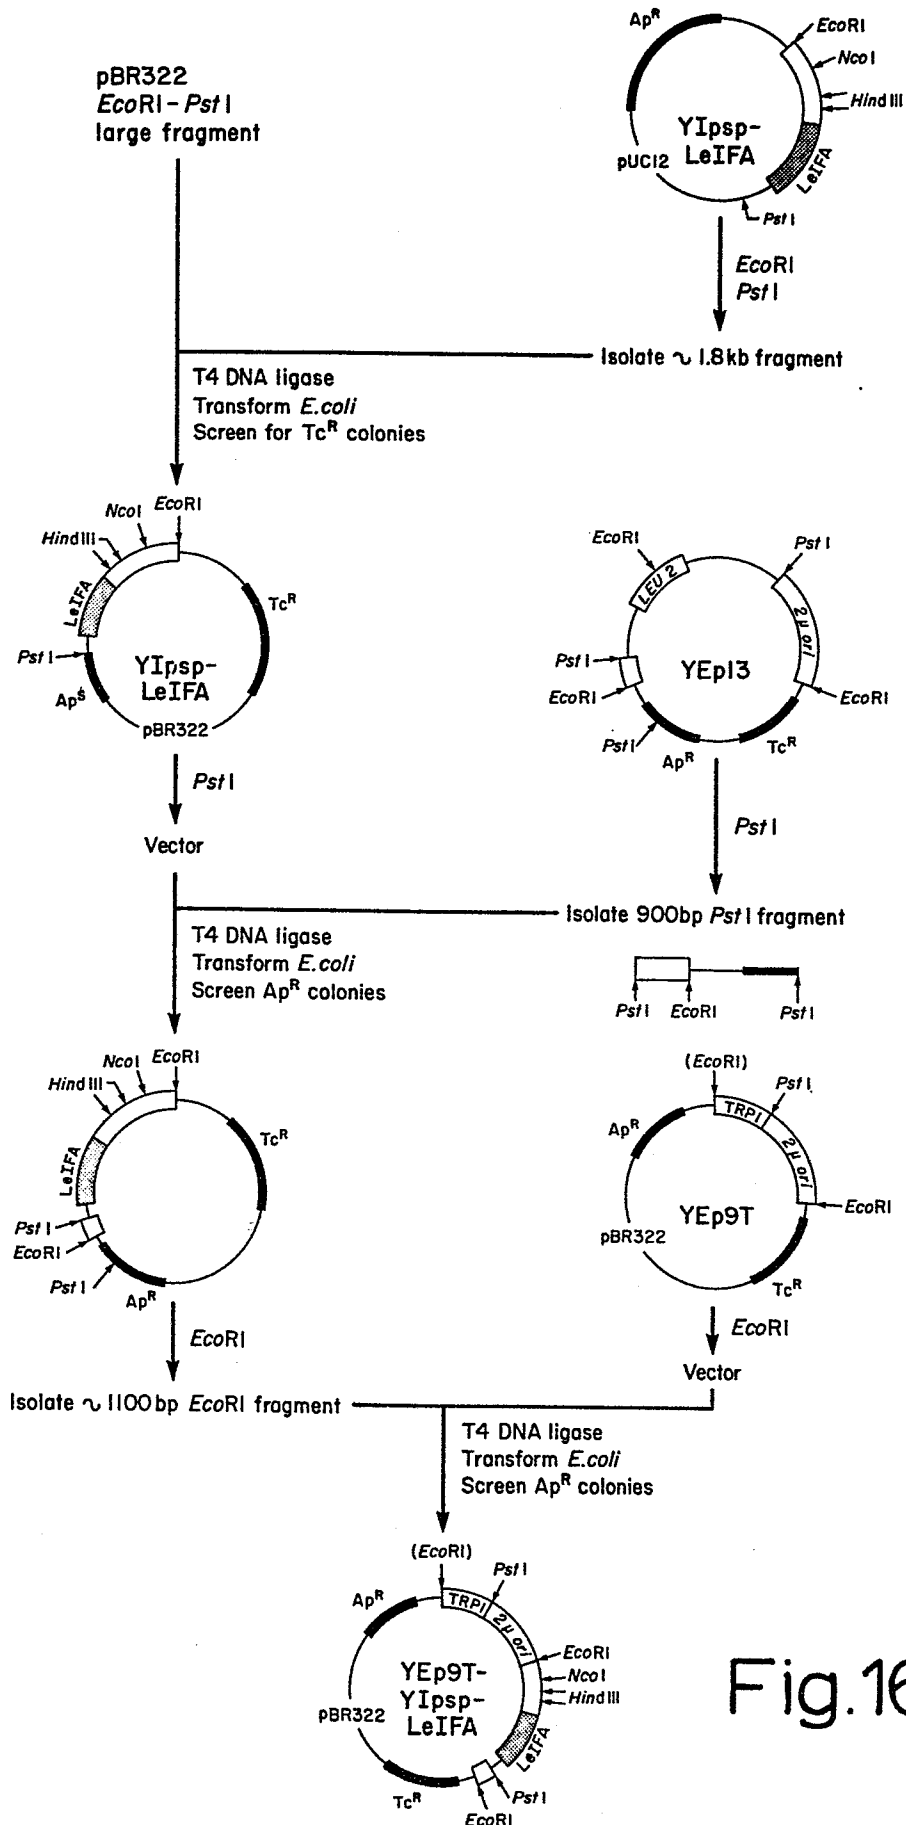 pBR322
EcoRI-PstI
large fragment
ApR
EcoRI
NcoI
HindIII
YIpsp-
LeIFA
pUC12
LeIFA
PstI
EcoRI
PstI
Isolate ~ 1.8kb fragment
T4 DNA ligase
Transform E.coli
Screen for TcR colonies
EcoRI
NcoI
HindIII
LeIFA
TcR
PstI
YIpsp-
LeIFA
ApS
pBR322
EcoRI
PstI
LEU 2
2µ ori
PstI
YEp13
EcoRI
EcoRI
PstI
ApR
TcR
PstI
Vector
PstI
Isolate 900bp PstI fragment
T4 DNA ligase
Transform E.coli
Screen ApR colonies
PstI
EcoRI
PstI
EcoRI
NcoI
HindIII
LeIFA
TcR
PstI
EcoRI
PstI
ApR
(EcoRI)
PstI
TRP1
ApR
2µ ori
YEp9T
EcoRI
pBR322
TcR
EcoRI
Isolate ~ 1100bp EcoRI fragment
EcoRI
Vector
T4 DNA ligase
Transform E.coli
Screen ApR colonies
(EcoRI)
PstI
ApR
TRP1
2µ ori
EcoRI
NcoI
HindIII
YEp9T-
YIpsp-
LeIFA
pBR322
LeIFA
TcR
PstI
EcoRI
Fig.16